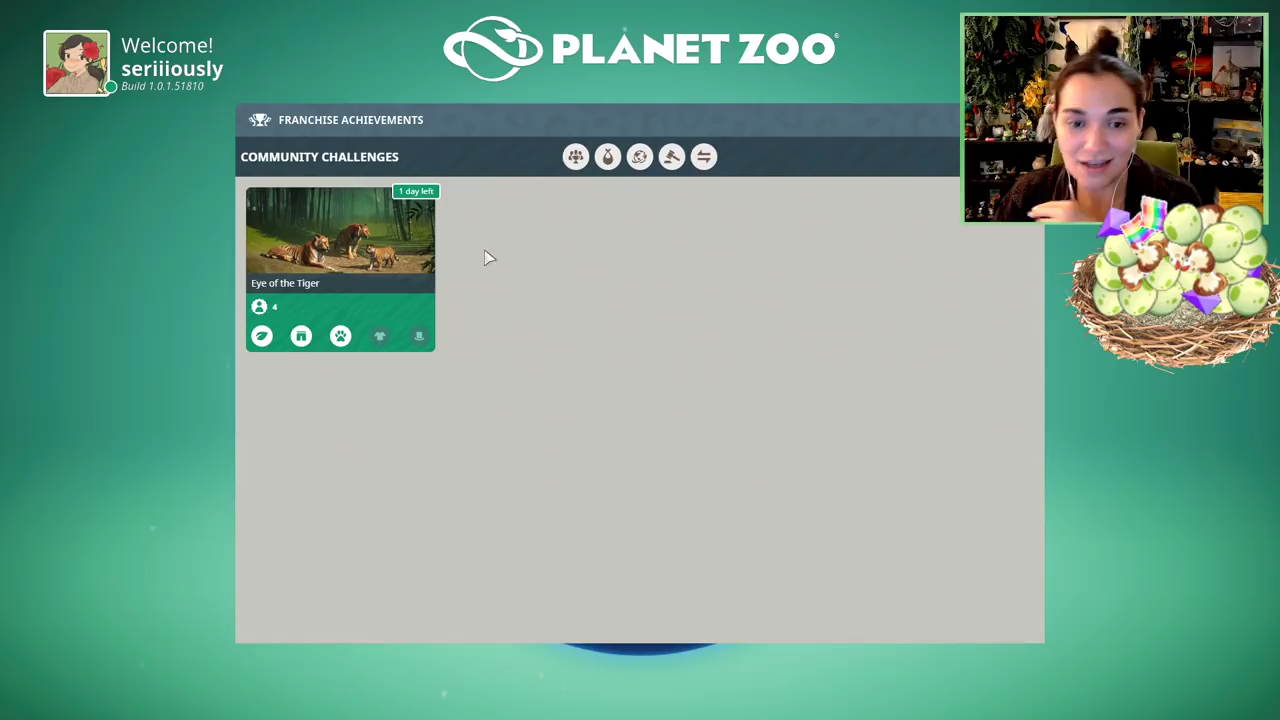 Welcome!
seriiiously
Build 1.0.1.51810
PLANET ZOO
FRANCHISE ACHIEVEMENTS
COMMUNITY CHALLENGES
1 day left
Eye of the Tiger
4